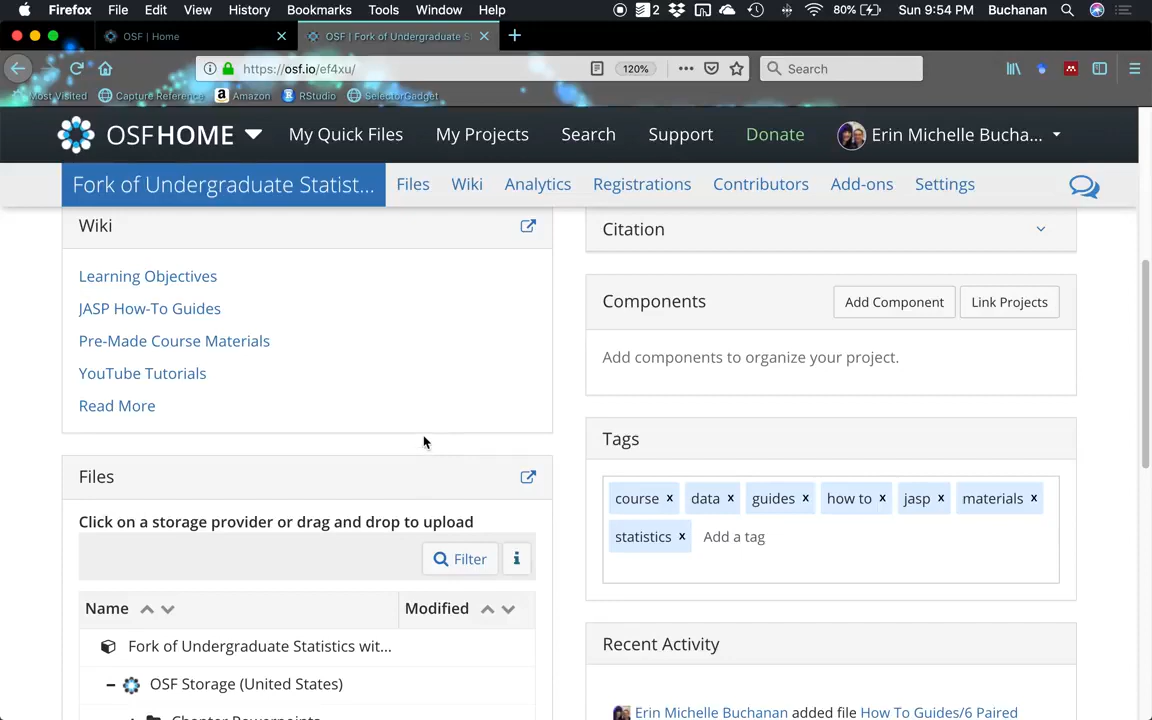 Firefox File Edit View History Bookmarks Tools Window Help 2 80% Sun 9:54 PM Buchanan
OSF | Home OSF | Fork of Undergraduate S
https://osf.io/ef4xu/ 120% Search
Most Visited Capture Reference Amazon RStudio SelectorGadget
OSFHOME My Quick Files My Projects Search Support Donate Erin Michelle Bucha...
Fork of Undergraduate Statist... Files Wiki Analytics Registrations Contributors Add-ons Settings
Wiki
Learning Objectives
JASP How-To Guides
Pre-Made Course Materials
YouTube Tutorials
Read More
Files
Click on a storage provider or drag and drop to upload
Filter
Name Modified
Fork of Undergraduate Statistics wit...
OSF Storage (United States)
Chapter Powerpoints
Citation
Components Add Component Link Projects
Add components to organize your project.
Tags
course x data x guides x how to x jasp x materials x
statistics x Add a tag
Recent Activity
Erin Michelle Buchanan added file How To Guides/6 Paired